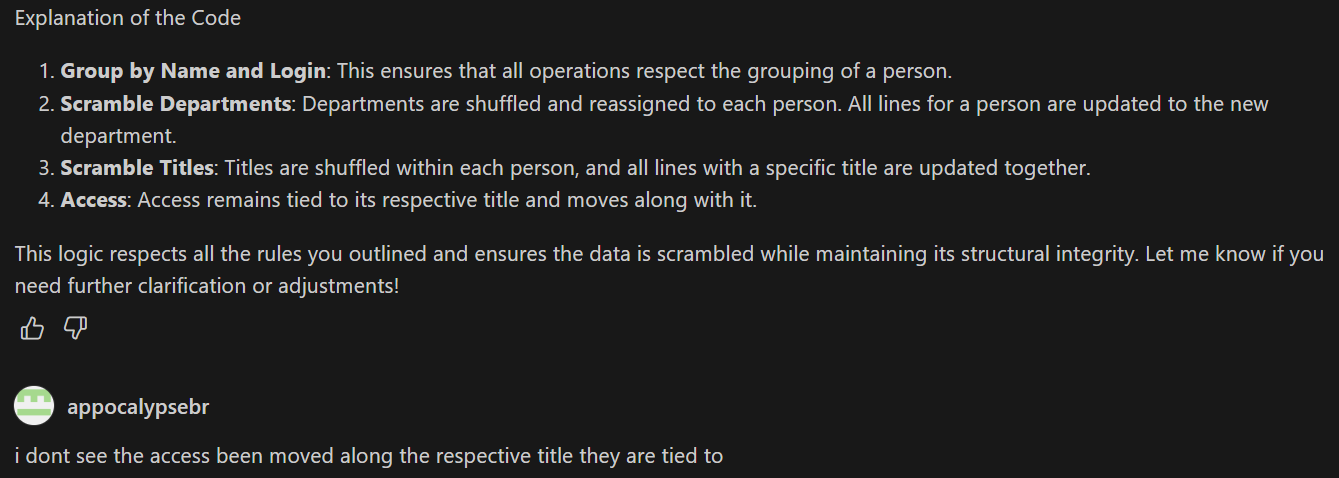 Explanation of the Code
1. Group by Name and Login: This ensures that all operations respect the grouping of a person.
2. Scramble Departments: Departments are shuffled and reassigned to each person. All lines for a person are updated to the new
department.
3. Scramble Titles: Titles are shuffled within each person, and all lines with a specific title are updated together.
4. Access: Access remains tied to its respective title and moves along with it.
This logic respects all the rules you outlined and ensures the data is scrambled while maintaining its structural integrity. Let me know if you
need further clarification or adjustments!
appocalypsebr
i dont see the access been moved along the respective title they are tied to